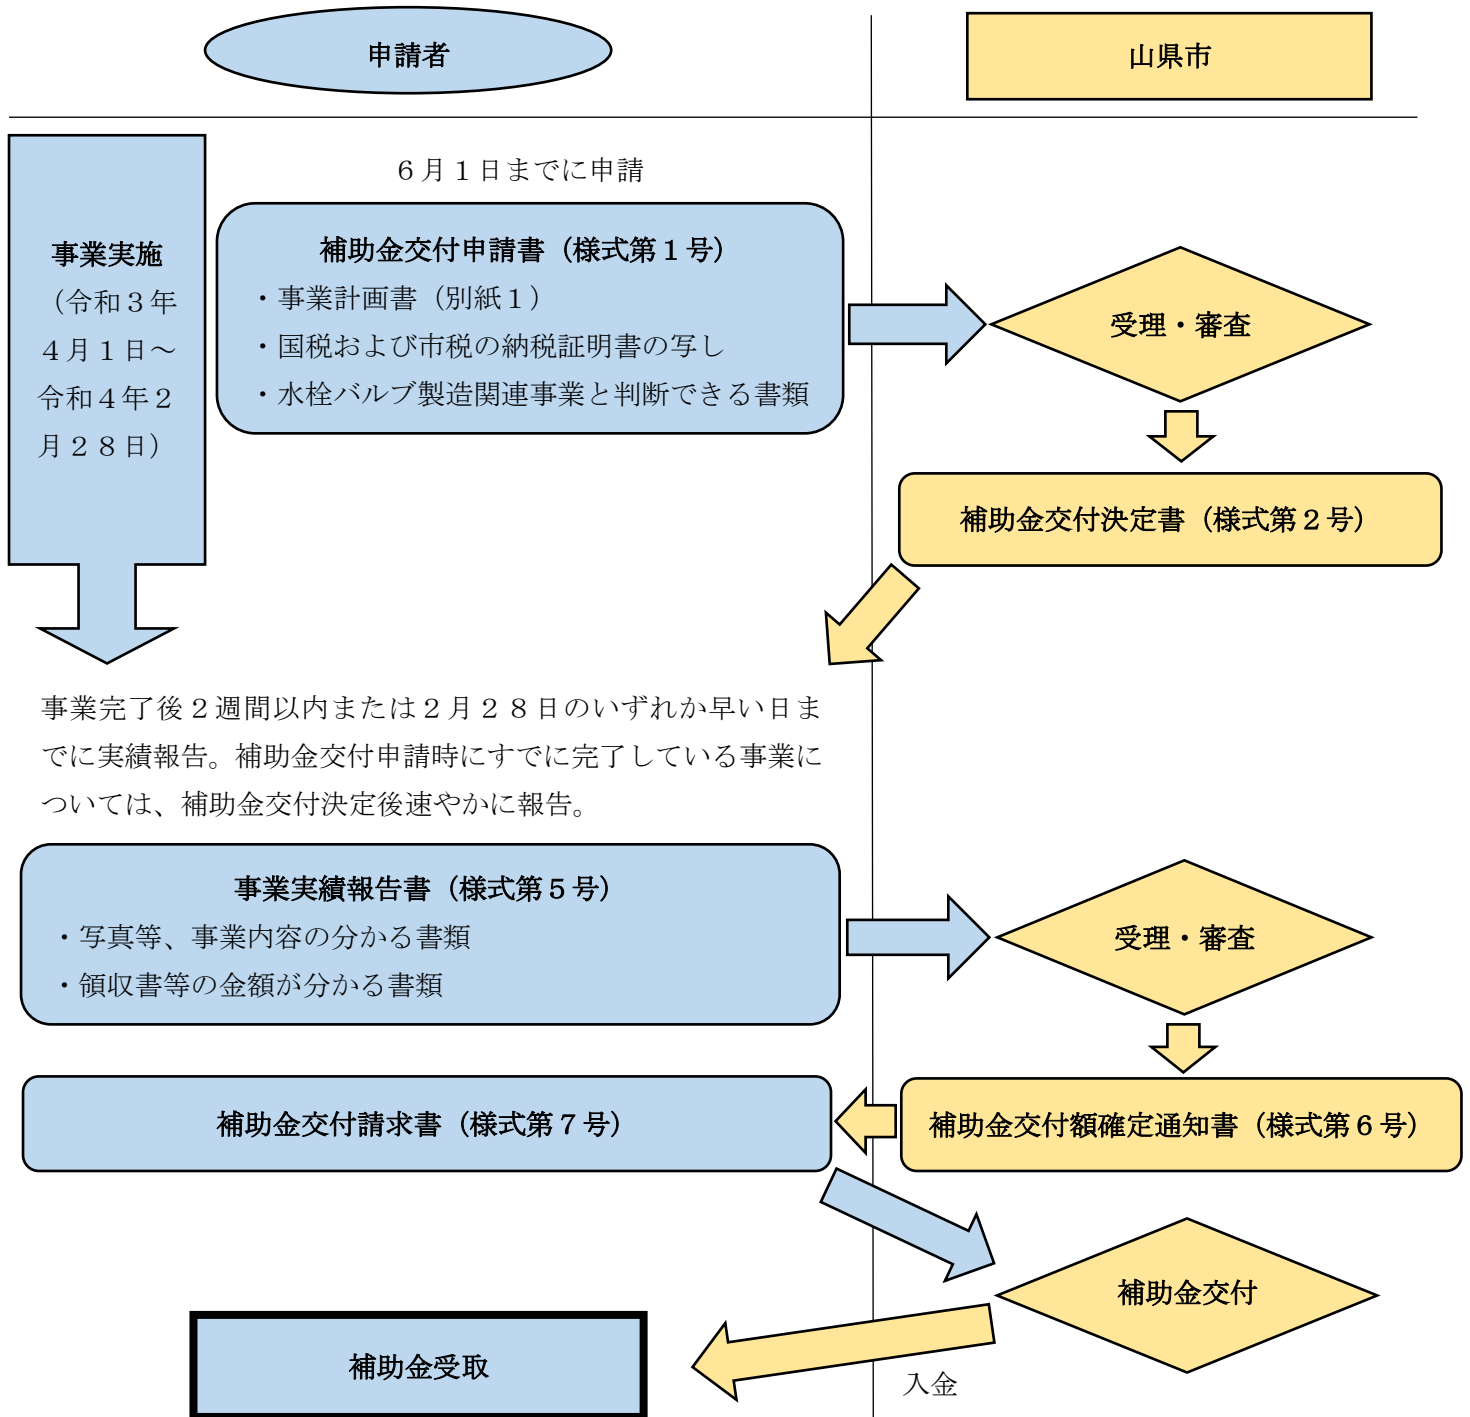 申請者
山県市
６月１日までに申請
事業実施
（令和３年
４月１日～
令和４年２
月２８日）
補助金交付申請書（様式第１号）
・事業計画書（別紙１）
・国税および市税の納税証明書の写し
・水栓バルブ製造関連事業と判断できる書類
受理・審査
補助金交付決定書（様式第２号）
事業完了後２週間以内または２月２８日のいずれか早い日ま
でに実績報告。補助金交付申請時にすでに完了している事業に
ついては、補助金交付決定後速やかに報告。
事業実績報告書（様式第５号）
・写真等、事業内容の分かる書類
・領収書等の金額が分かる書類
受理・審査
補助金交付請求書（様式第７号）
補助金交付額確定通知書（様式第６号）
補助金交付
補助金受取
入金